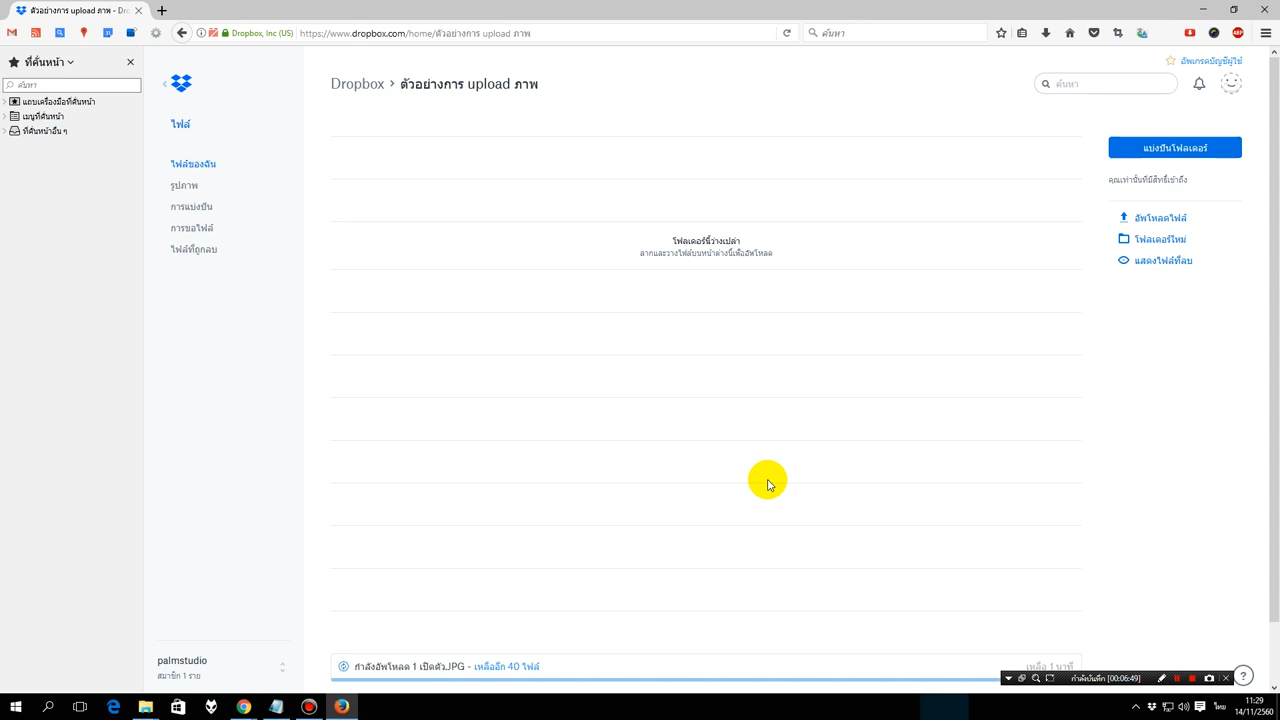 ตัวอย่างการ upload ภาพ - Dro
Dropbox, Inc (US)
https://www.dropbox.com/home/ตัวอย่างการ upload ภาพ
ค้นหา
ที่คั่นหน้า
ค้นหา
แถบเครื่องมือที่คั่นหน้า
เมนูที่คั่นหน้า
ที่คั่นหน้าอื่น ๆ
ไฟล์
ไฟล์ของฉัน
รูปภาพ
การแบ่งปัน
การขอไฟล์
ไฟล์ที่ถูกลบ
palmstudio
สมาชิก 1 ราย
Dropbox > ตัวอย่างการ upload ภาพ
อัพเกรดบัญชีผู้ใช้
ค้นหา
โฟลเดอร์นี้ว่างเปล่า
ลากและวางไฟล์บนหน้าต่างนี้เพื่ออัพโหลด
แบ่งปันโฟลเดอร์
คุณเท่านั้นที่มีสิทธิ์เข้าถึง
อัพโหลดไฟล์
โฟลเดอร์ใหม่
แสดงไฟล์ที่ลบ
กำลังอัพโหลด 1 เปิดตัว.JPG - เหลืออีก 40 ไฟล์
เหลือ 1 นาที
กำลังบันทึก [00:06:49]
ไทย
11:29
14/11/2560